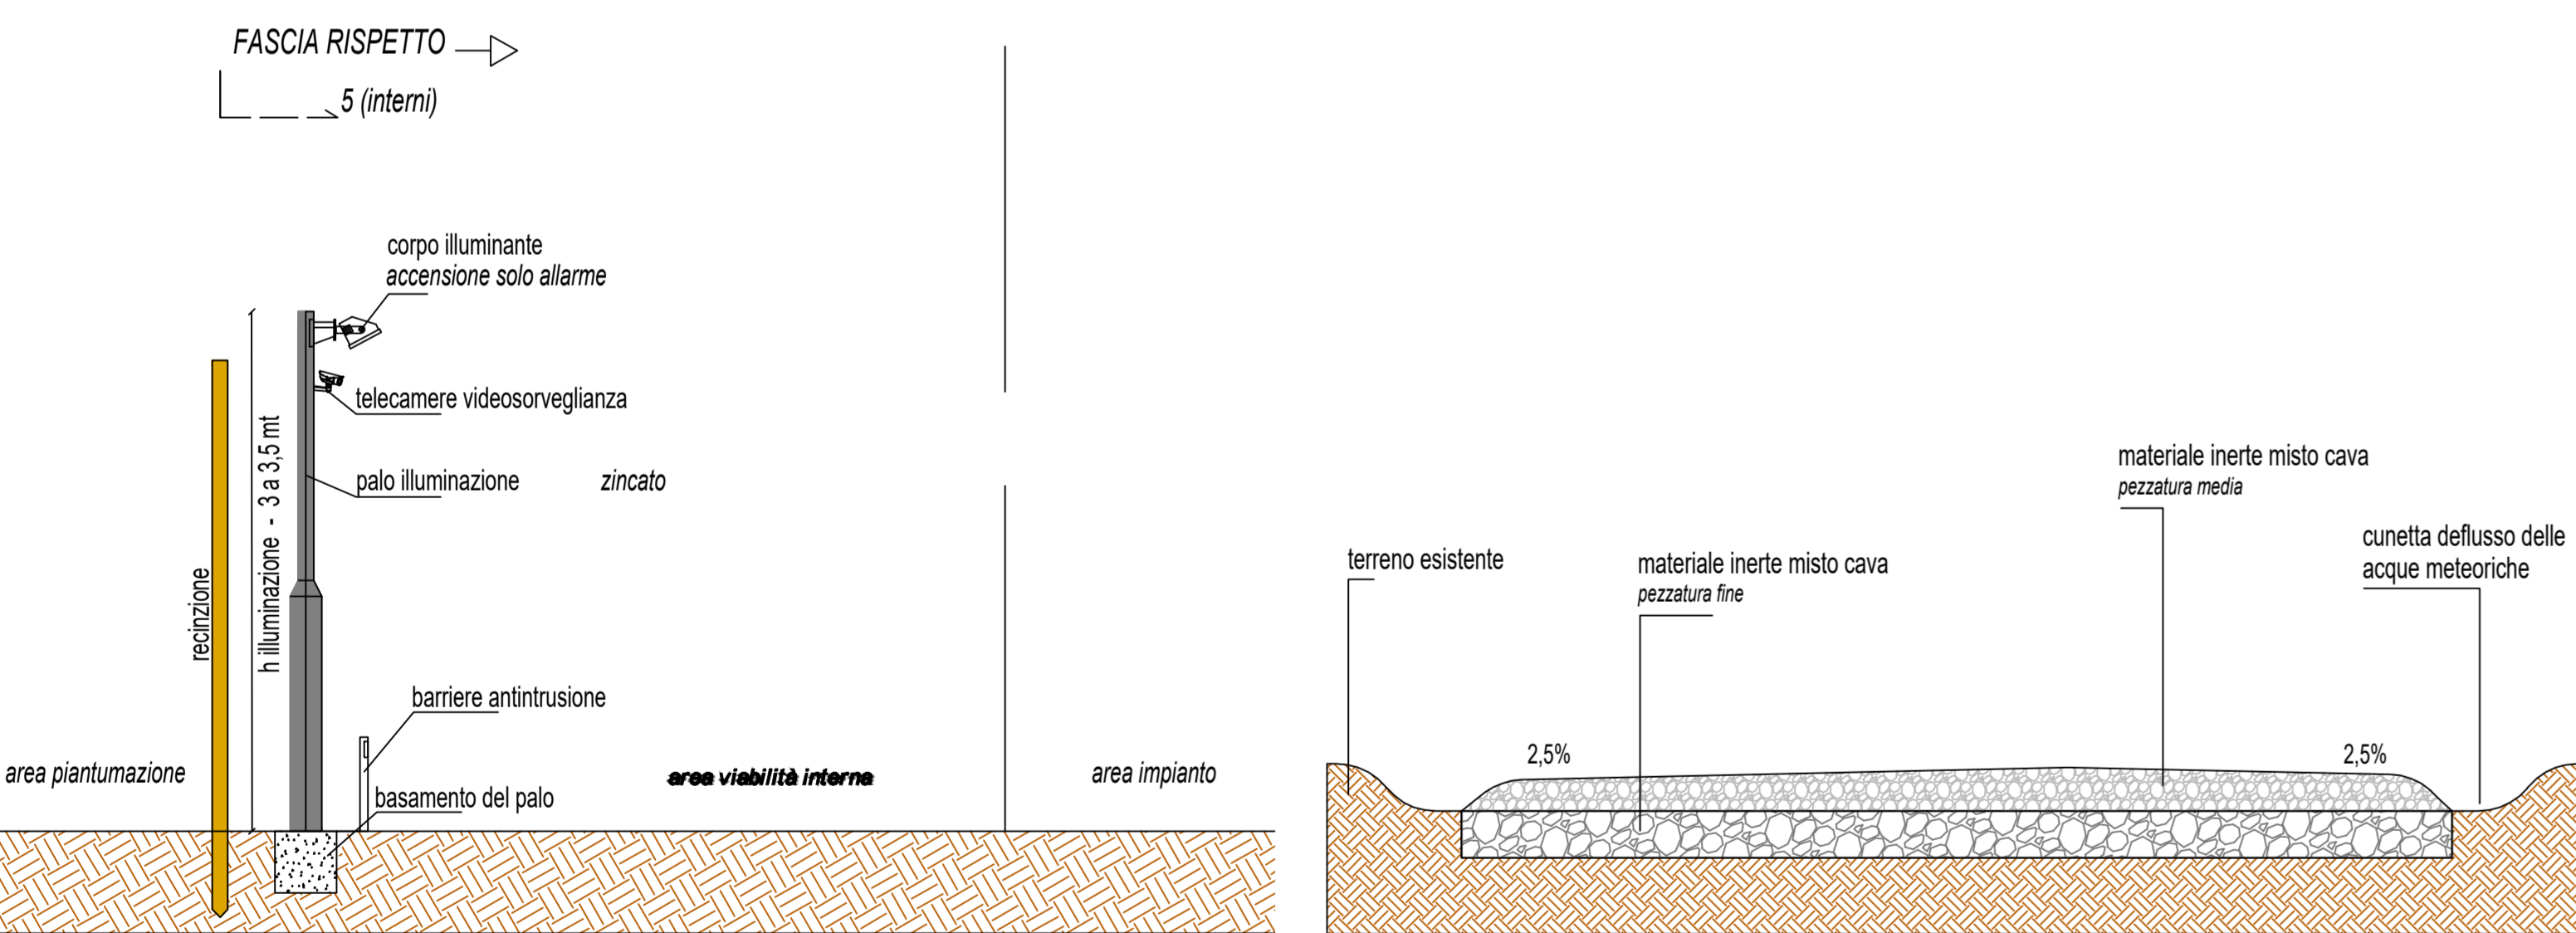 FASCIA RISPETTO
5 (interni)
corpo illuminante
accensione solo allarme
telecamere videosorveglianza
palo illuminazione zincato
h illuminazione - 3 a 3,5 mt
recinzione
barriere antintrusione
basamento del palo
area piantumazione
area viabilità interna
area impianto
materiale inerte misto cava
pezzatura media
cunetta deflusso delle
acque meteoriche
terreno esistente
materiale inerte misto cava
pezzatura fine
2,5%
2,5%